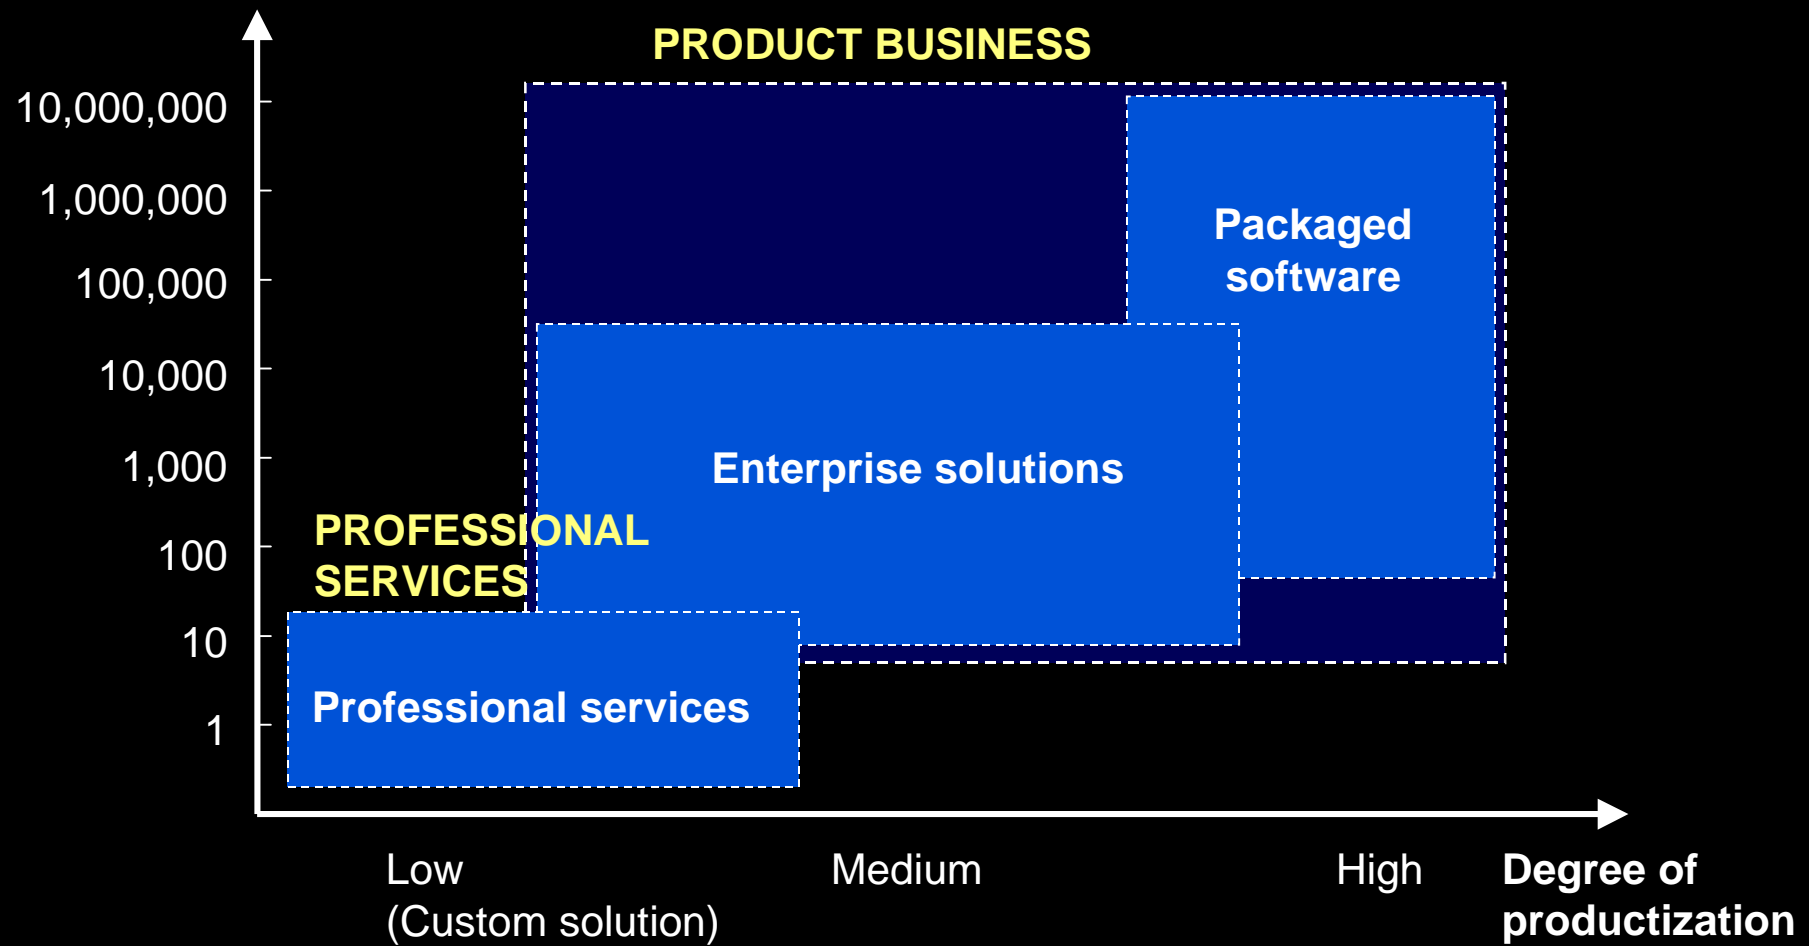 PRODUCT BUSINESS
10,000,000
1,000,000
100,000
10,000
1,000
100
10
1
Packaged
software
Enterprise solutions
PROFESSIONAL
SERVICES
Professional services
Low
(Custom solution)
Medium
High
Degree of
productization